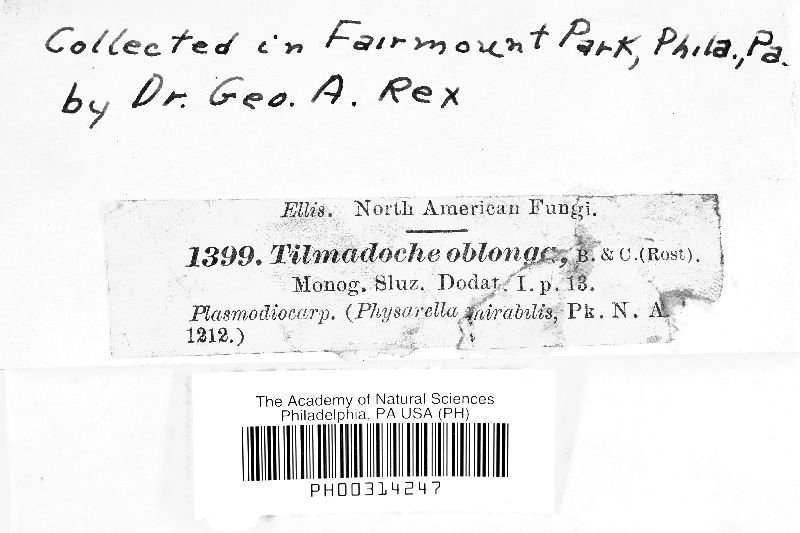 Collected in Fairmount Park, Phila., Pa.
by Dr. Geo. A. Rex
Ellis. North American Fungi.
1399. Tilmadoche oblonga, B. & C.(Rost).
Monog. Sluz. Dodat. I. p. 13.
Plasmodiocarp. (Physarella mirabilis, Pk. N. A.
1212.)
The Academy of Natural Sciences
Philadelphia, PA USA (PH)
PH00314247